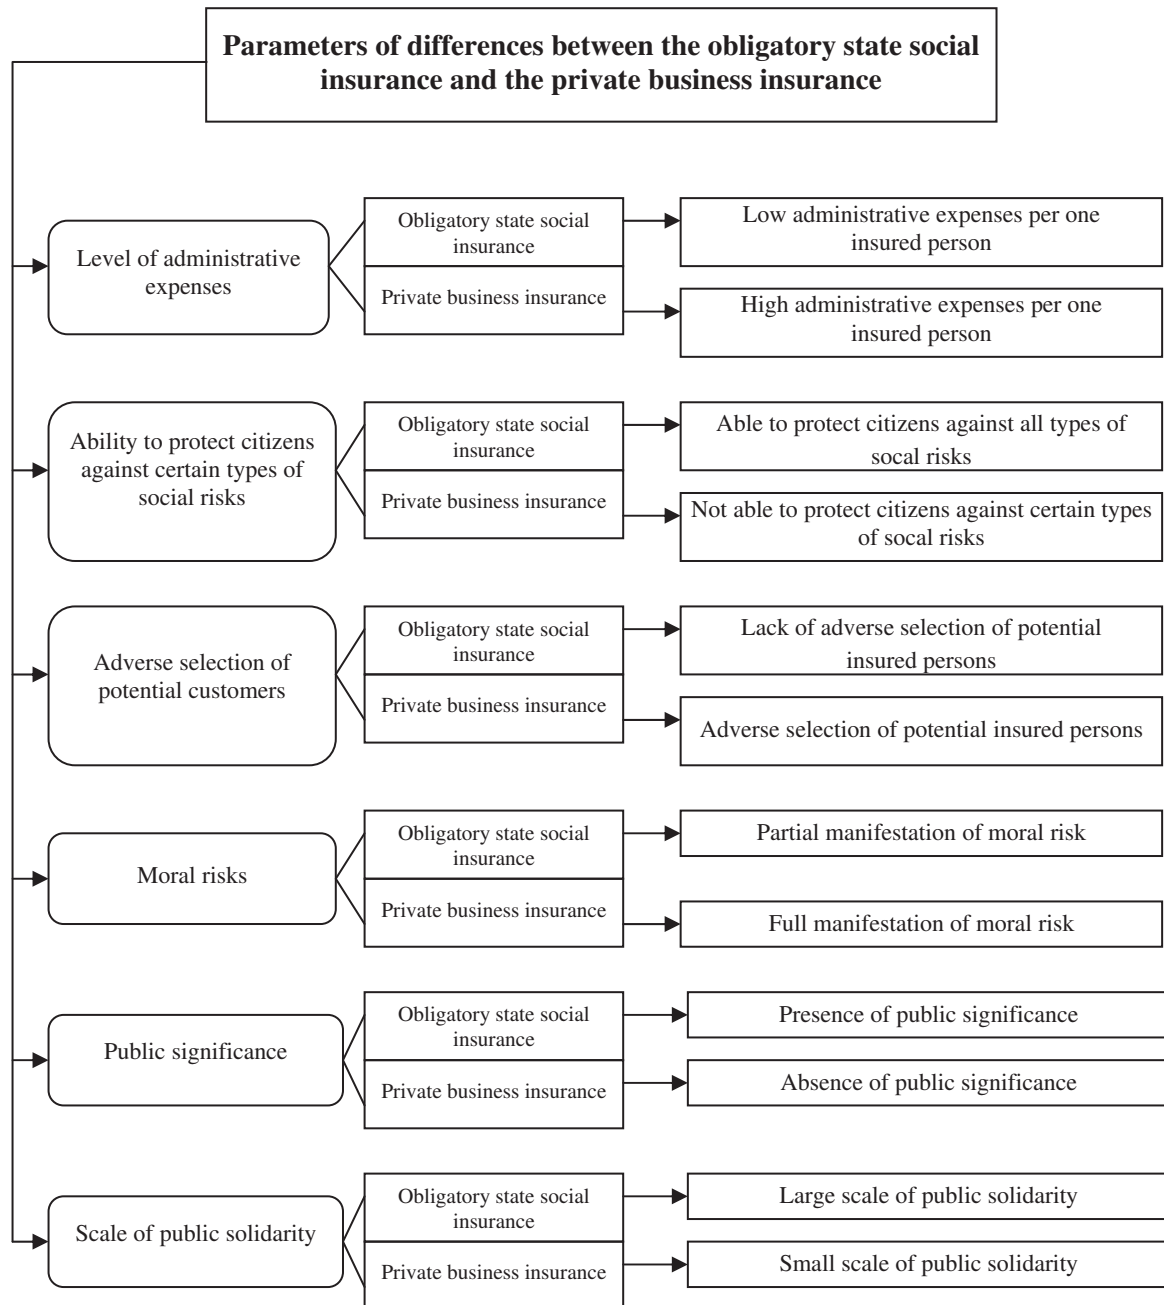 Parameters of differences between the obligatory state social
insurance and the private business insurance
Level of administrative
expenses
Obligatory state social
insurance
Private business insurance
Low administrative expenses per one
insured person
High administrative expenses per one
insured person
Ability to protect citizens
against certain types of
social risks
Obligatory state social
insurance
Private business insurance
Able to protect citizens against all types of
socal risks
Not able to protect citizens against certain types
of socal risks
Adverse selection of
potential customers
Obligatory state social
insurance
Private business insurance
Lack of adverse selection of potential
insured persons
Adverse selection of potential insured persons
Moral risks
Obligatory state social
insurance
Private business insurance
Partial manifestation of moral risk
Full manifestation of moral risk
Public significance
Obligatory state social
insurance
Private business insurance
Presence of public significance
Absence of public significance
Scale of public solidarity
Obligatory state social
insurance
Private business insurance
Large scale of public solidarity
Small scale of public solidarity